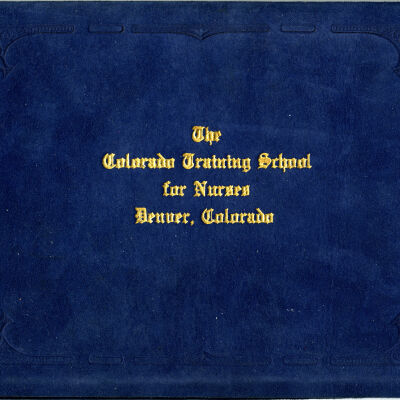 The
Colorado Training School
for Nurses
Denver, Colorado